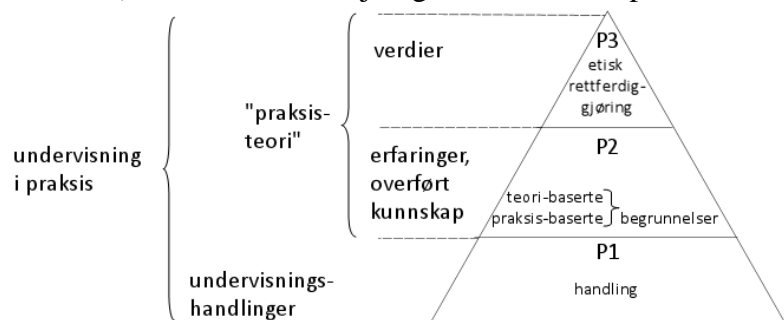 verdier
"praksis-
teori"
undervisning
i praksis
erfaringer,
overført
kunnskap
undervisnings-
handlinger
P3
etisk
rettferdig-
gjøring
P2
teori-baserte
praksis-baserte
begrunnelser
P1
handling